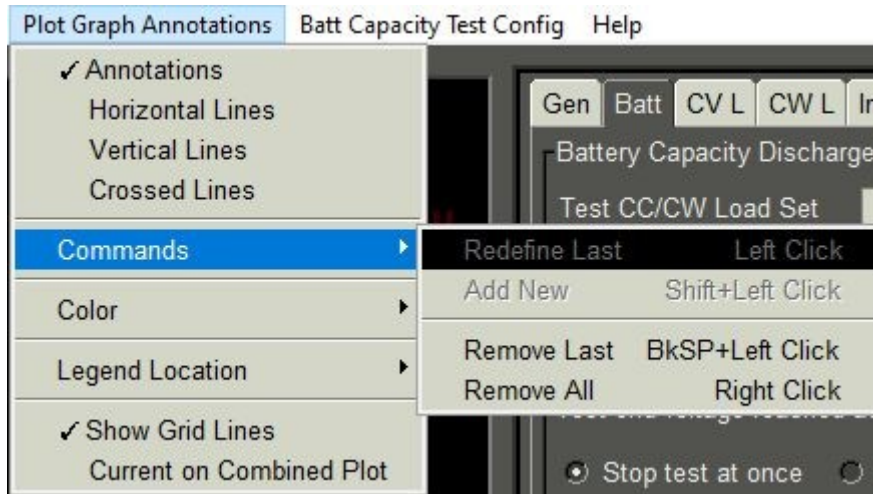 Plot Graph Annotations Batt Capacity Test Config Help
✓ Annotations
Horizontal Lines
Vertical Lines
Crossed Lines
Commands
Color
Legend Location
✓ Show Grid Lines
Current on Combined Plot
Redefine Last Left Click
Add New Shift+Left Click
Remove Last BkSP+Left Click
Remove All Right Click
Gen Batt CV L CW L
Battery Capacity Discharge
Test CC/CW Load Set
Stop test at once